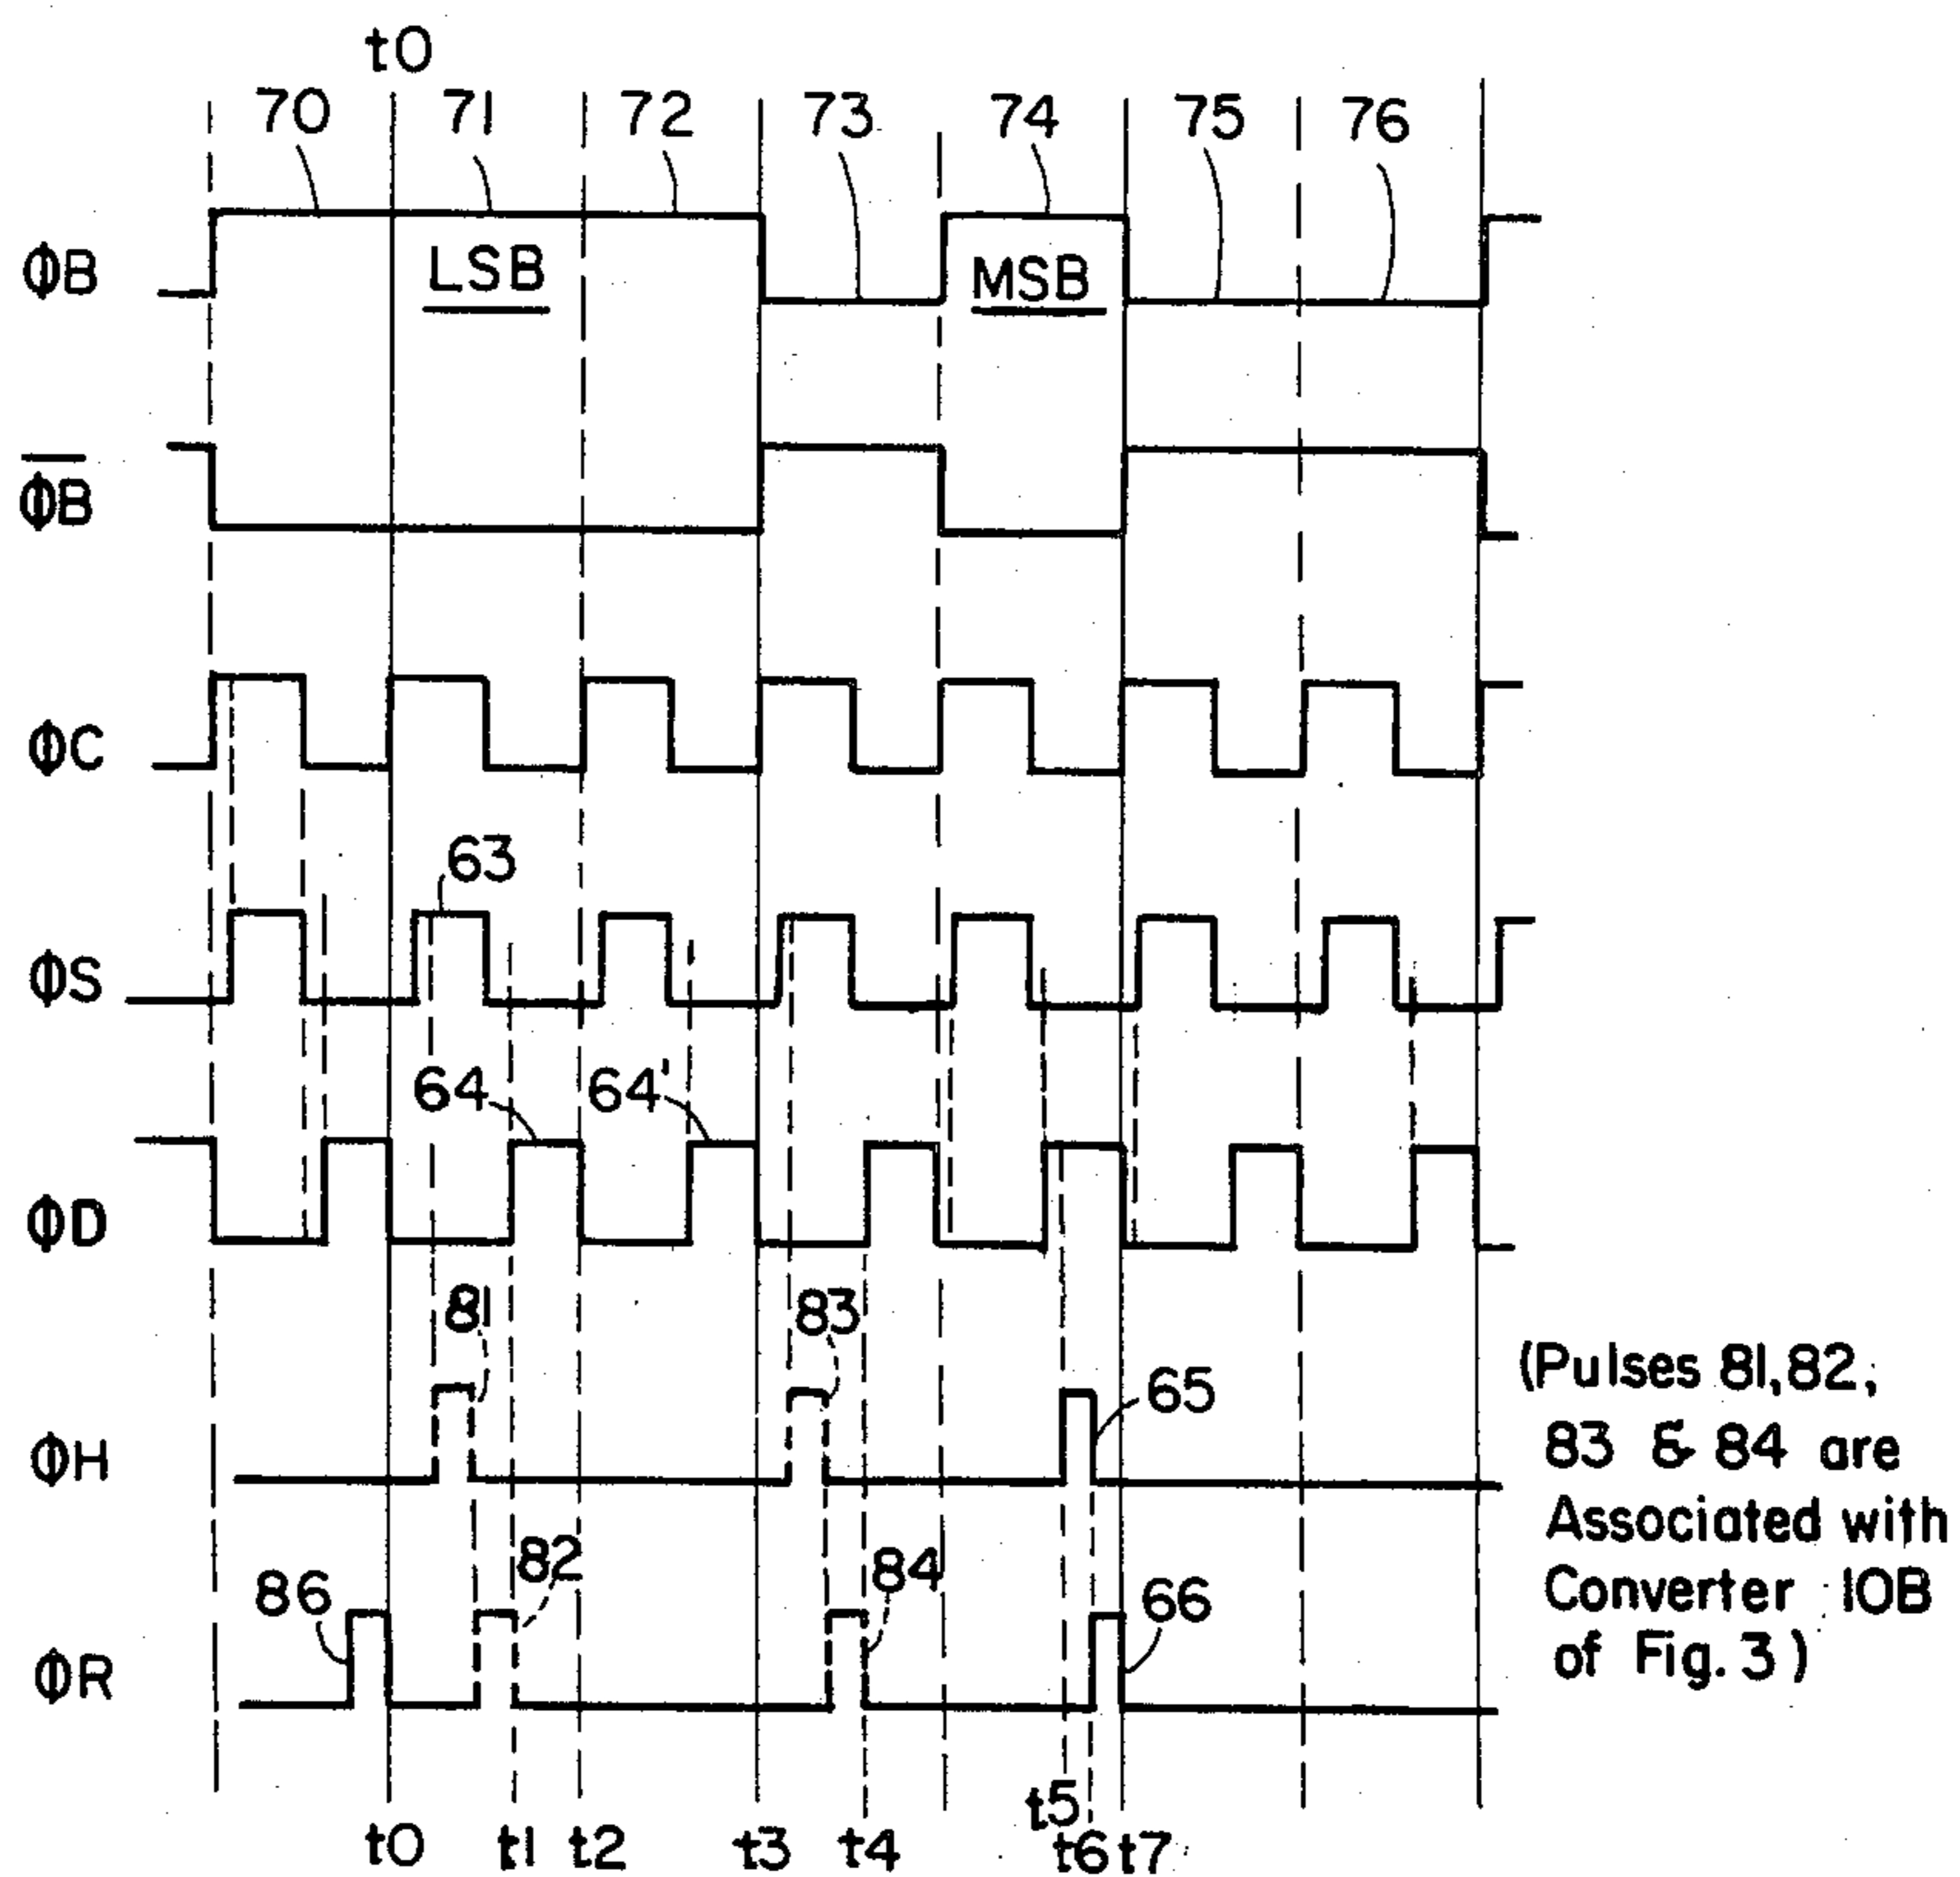 t0
70 71 72 73 74 75 76
ΦB LSB MSB
Φ̅B̅
ΦC
63
ΦS
64 64'
ΦD
81 83
(Pulses 81, 82,
65
83 & 84 are
ΦH
Associated with
82 84
Converter 10B
86 66
of Fig. 3)
ΦR
t5
t0 t1 t2 t3 t4 t6 t7